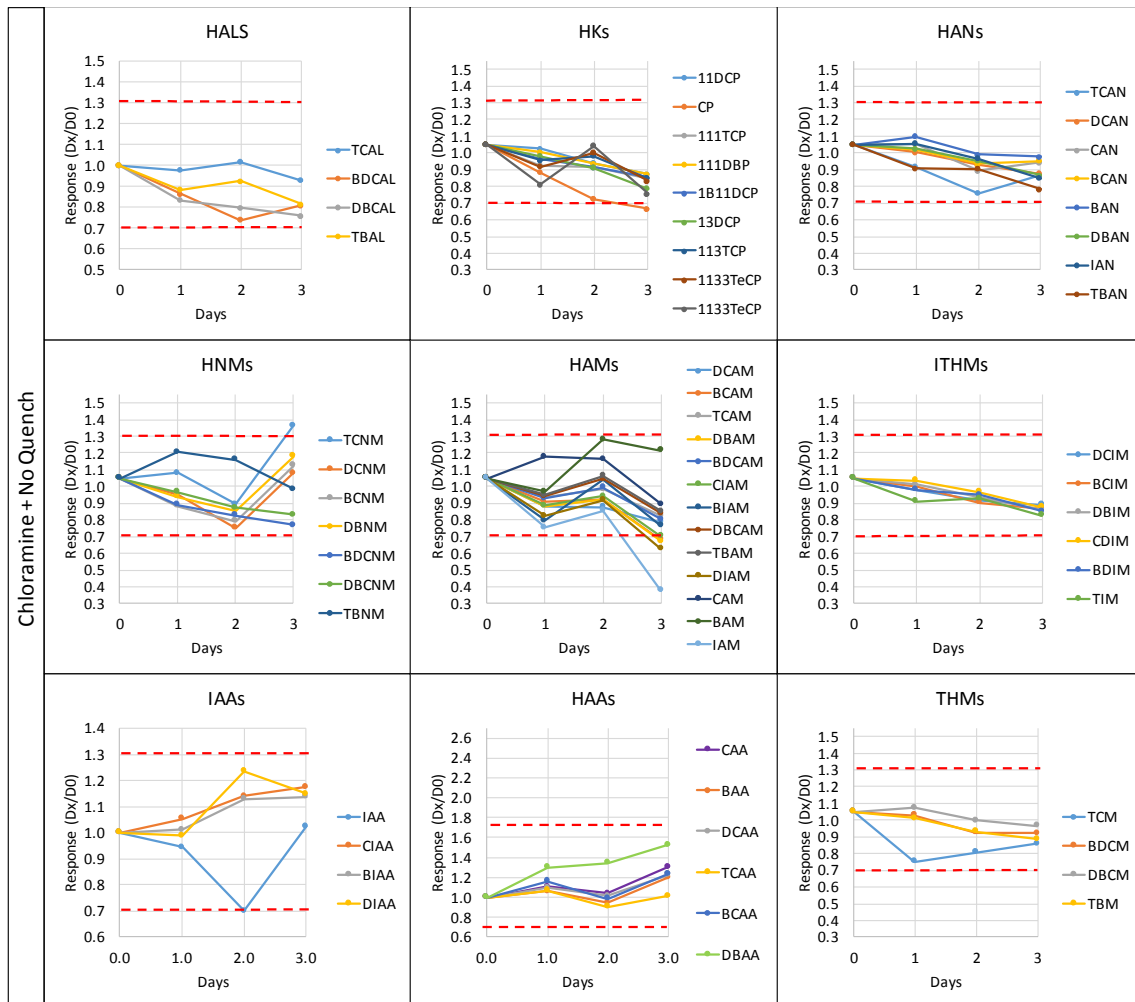 Chloramine + No Quench
HALS
Response (Dx/D0)
1.5
1.4
1.3
1.2
1.1
1.0
0.9
0.8
0.7
0.6
0.5
0 1 2 3
Days
TCAL
BDCAL
DBCAL
TBAL
HKs
Response (Dx/D0)
1.5
1.4
1.3
1.2
1.1
1.0
0.9
0.8
0.7
0.6
0.5
0.4
0.3
0 1 2 3
Days
11DCP
CP
111TCP
111DBP
1B11DCP
13DCP
113TCP
1133TeCP
1133TeCP
HANs
Response (Dx/D0)
1.5
1.4
1.3
1.2
1.1
1.0
0.9
0.8
0.7
0.6
0.5
0.4
0.3
0 1 2 3
Days
TCAN
DCAN
CAN
BCAN
BAN
DBAN
IAN
TBAN
HNMs
Response (Dx/D0)
1.5
1.4
1.3
1.2
1.1
1.0
0.9
0.8
0.7
0.6
0.5
0.4
0.3
0 1 2 3
Days
TCNM
DCNM
BCNM
DBNM
BDCNM
DBCNM
TBNM
HAMs
Response (Dx/D0)
1.5
1.4
1.3
1.2
1.1
1.0
0.9
0.8
0.7
0.6
0.5
0.4
0.3
0 1 2 3
Days
DCAM
BCAM
TCAM
DBAM
BDCAM
CIAM
BIAM
DBCAM
TBAM
DIAM
CAM
BAM
IAM
ITHMs
Response (Dx/D0)
1.5
1.4
1.3
1.2
1.1
1.0
0.9
0.8
0.7
0.6
0.5
0.4
0.3
0 1 2 3
Days
DCIM
BCIM
DBIM
CDIM
BDIM
TIM
IAAs
Response (Dx/D0)
1.4
1.3
1.2
1.1
1.0
0.9
0.8
0.7
0.6
0.0 1.0 2.0 3.0
Days
IAA
CIAA
BIAA
DIAA
HAAs
Response (Dx/D0)
2.6
2.4
2.2
2.0
1.8
1.6
1.4
1.2
1.0
0.8
0.6
0.0 1.0 2.0 3.0
Days
CAA
BAA
DCAA
TCAA
BCAA
DBAA
THMs
Response (Dx/D0)
1.5
1.4
1.3
1.2
1.1
1.0
0.9
0.8
0.7
0.6
0.5
0.4
0.3
0 1 2 3
Days
TCM
BDCM
DBCM
TBM